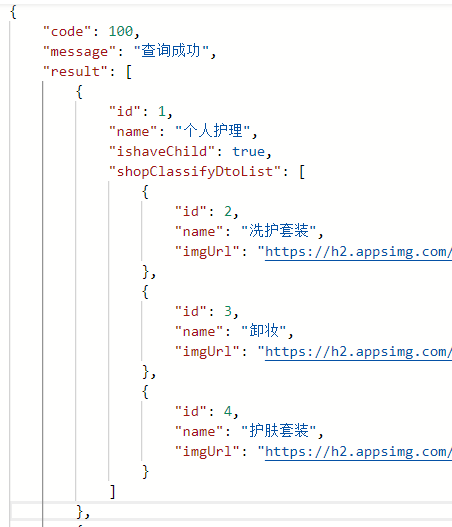 {
"code": 100,
"message": "查询成功",
"result": [
{
"id": 1,
"name": "个人护理",
"ishaveChild": true,
"shopClassifyDtoList": [
{
"id": 2,
"name": "洗护套装",
"imgUrl": "https://h2.appsimg.com/
},
{
"id": 3,
"name": "卸妆",
"imgUrl": "https://h2.appsimg.com/
},
{
"id": 4,
"name": "护肤套装",
"imgUrl": "https://h2.appsimg.com/
}
]
},